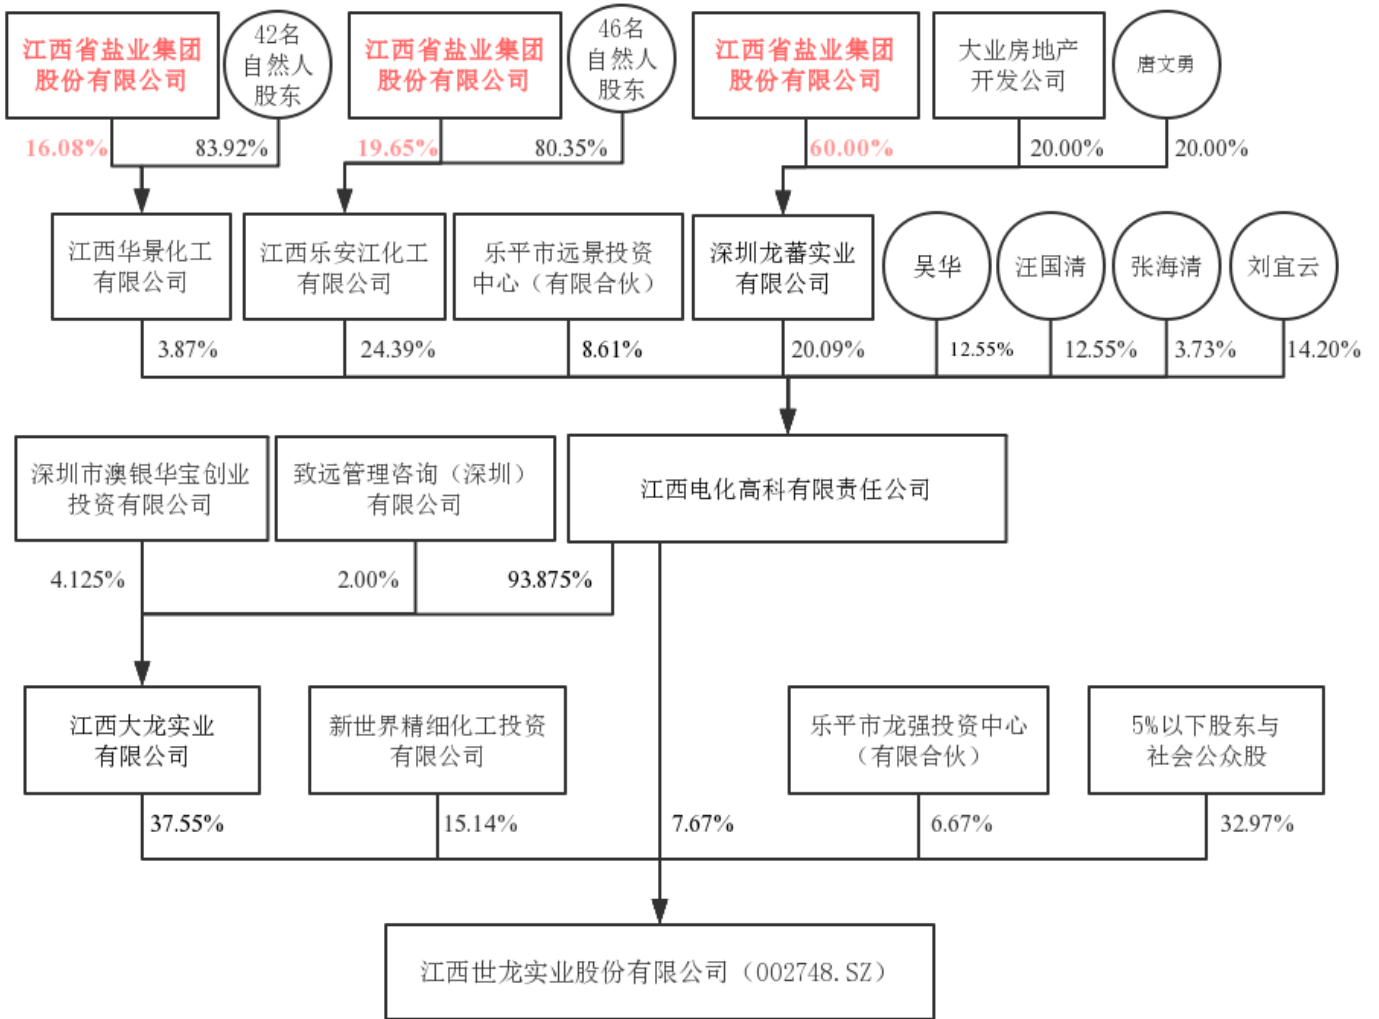 江西省盐业集团
股份有限公司
42名
自然人
股东
江西省盐业集团
股份有限公司
46名
自然人
股东
江西省盐业集团
股份有限公司
大业房地产
开发公司
唐文勇
16.08%
83.92%
19.65%
80.35%
60.00%
20.00%
20.00%
江西华景化工
有限公司
江西乐安江化工
有限公司
乐平市远景投资
中心（有限合伙）
深圳龙蕃实业
有限公司
吴华
汪国清
张海清
刘宜云
3.87%
24.39%
8.61%
20.09%
12.55%
12.55%
3.73%
14.20%
深圳市澳银华宝创业
投资有限公司
致远管理咨询（深圳）
有限公司
江西电化高科有限责任公司
4.125%
2.00%
93.875%
江西大龙实业
有限公司
新世界精细化工投资
有限公司
乐平市龙强投资中心
（有限合伙）
5%以下股东与
社会公众股
37.55%
15.14%
7.67%
6.67%
32.97%
江西世龙实业股份有限公司（002748.SZ）